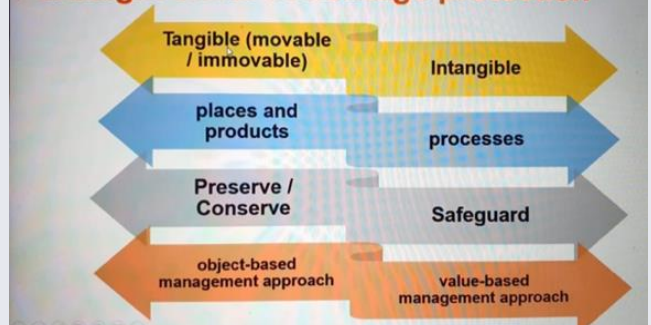 Tangible (movable
/ immovable)
Intangible
places and
products
processes
Preserve /
Conserve
Safeguard
object-based
management approach
value-based
management approach